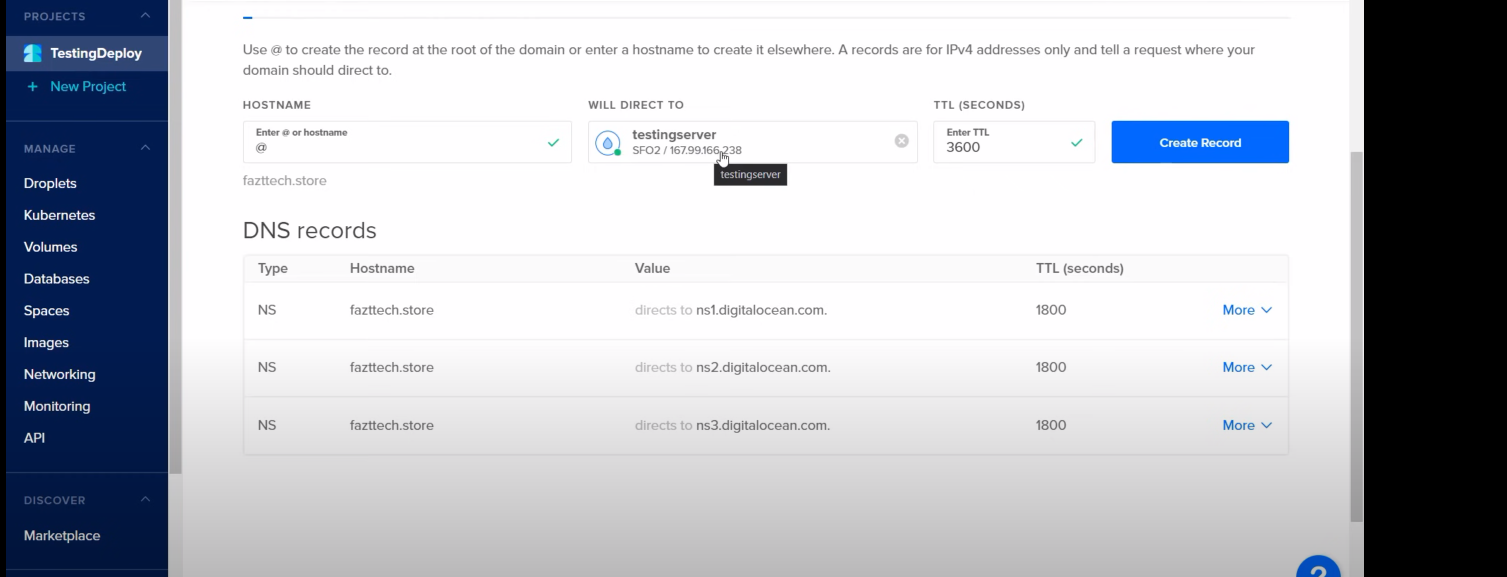 PROJECTS
TestingDeploy
+ New Project
MANAGE
Droplets
Kubernetes
Volumes
Databases
Spaces
Images
Networking
Monitoring
API
DISCOVER
Marketplace
Use @ to create the record at the root of the domain or enter a hostname to create it elsewhere. A records are for IPv4 addresses only and tell a request where your
domain should direct to.
HOSTNAME WILL DIRECT TO TTL (SECONDS)
Enter @ or hostname
@
testingserver
SFO2 / 167.99.166.238
Enter TTL
3600
Create Record
testingserver
fazttech.store
DNS records
Type Hostname Value TTL (seconds)
NS fazttech.store directs to ns1.digitalocean.com. 1800 More
NS fazttech.store directs to ns2.digitalocean.com. 1800 More
NS fazttech.store directs to ns3.digitalocean.com. 1800 More
?